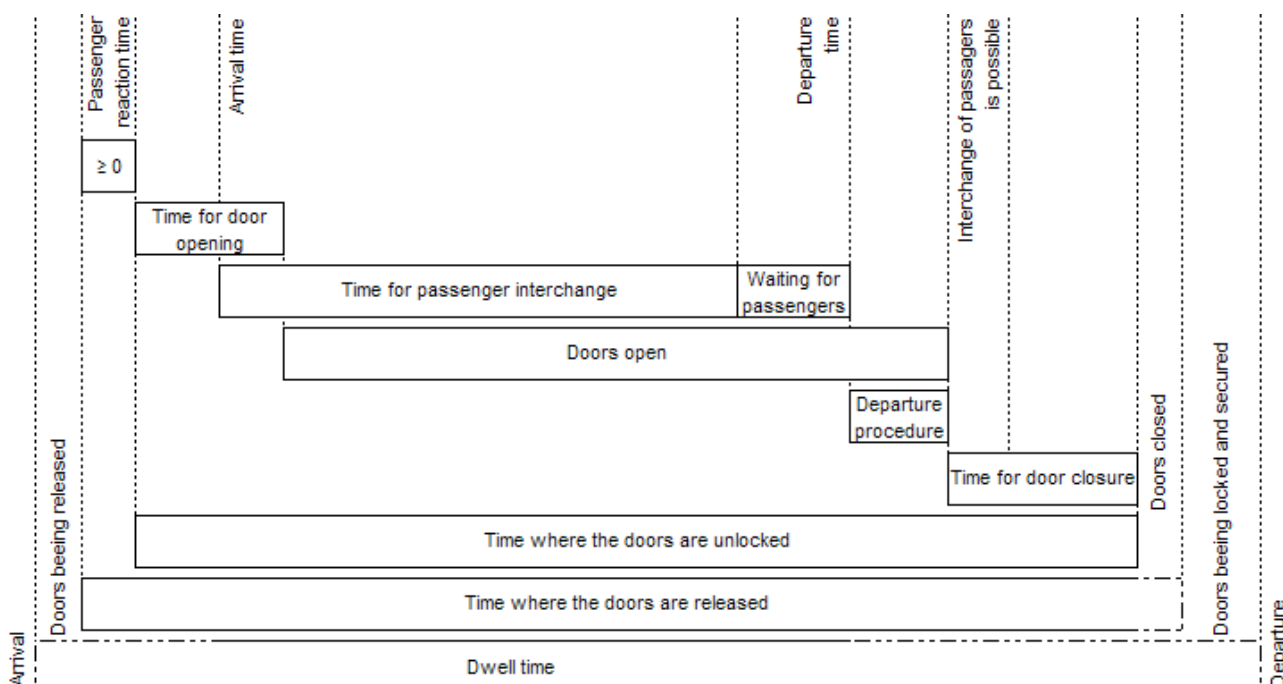 Passenger
reaction time
Arrival time
Departure
time
Interchange of passagers
is possible
≥ 0
Time for door
opening
Time for passenger interchange
Waiting for
passengers
Doors open
Departure
procedure
Time for door closure
Doors closed
Doors beeing released
Doors beeing locked and secured
Time where the doors are unlocked
Time where the doors are released
Arrival
Dwell time
Departure